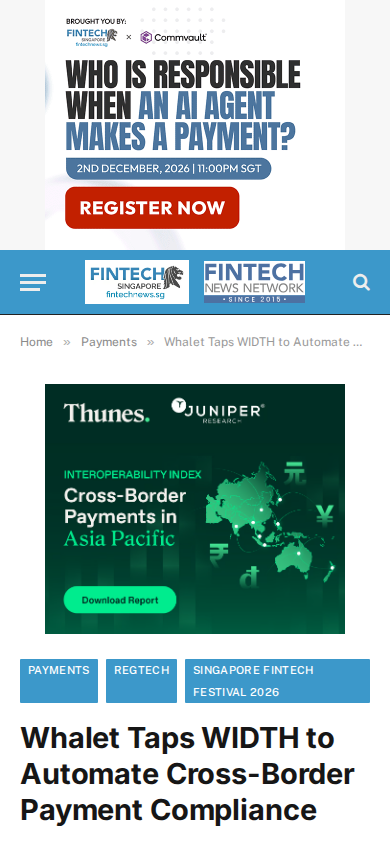 BROUGHT YOU BY:
FINTECH
SINGAPORE
fintechnews.sg
× Commvault
WHO IS RESPONSIBLE
WHEN AN AI AGENT
MAKES A PAYMENT?
2ND DECEMBER, 2026 | 11:00PM SGT
REGISTER NOW
FINTECH
SINGAPORE
fintechnews.sg
FINTECH
NEWS NETWORK
• SINCE 2015 •
Home » Payments » Whalet Taps WIDTH to Automate ...
Thunes.
JUNIPER®
RESEARCH
INTEROPERABILITY INDEX
Cross-Border
Payments in
Asia Pacific
元
¥
₹
đ
Download Report
PAYMENTS
REGTECH
SINGAPORE FINTECH
FESTIVAL 2026
Whalet Taps WIDTH to
Automate Cross-Border
Payment Compliance